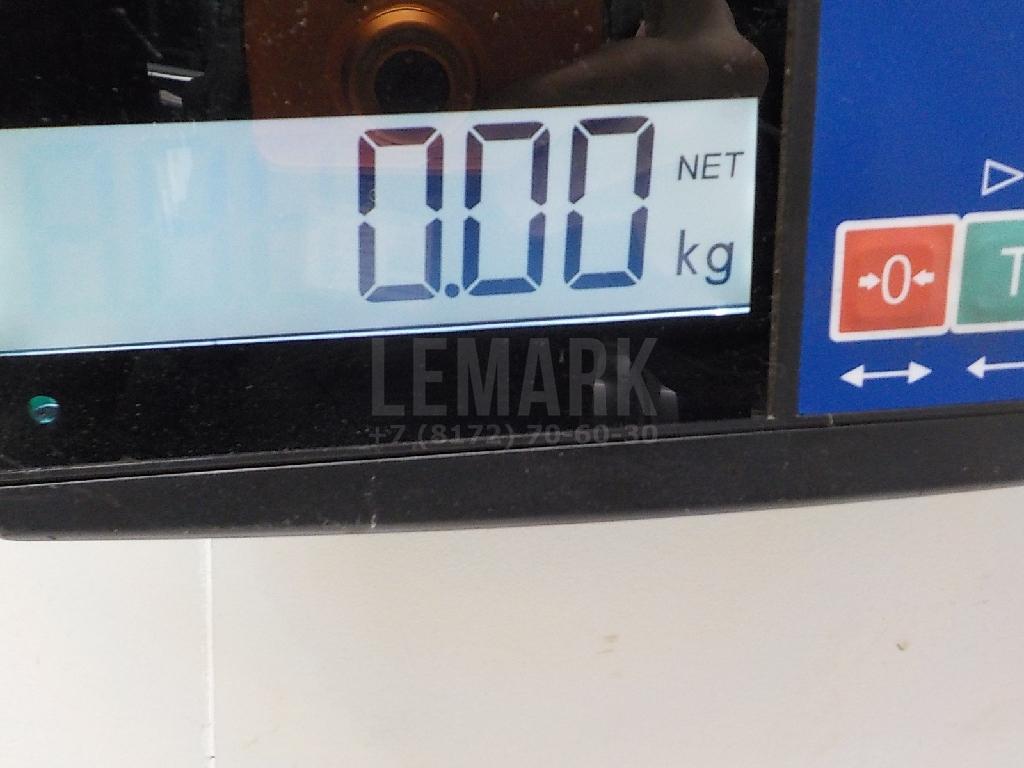 0.00 NET
kg
→0← T
LEMARK
+7 (8172) 70-60-30